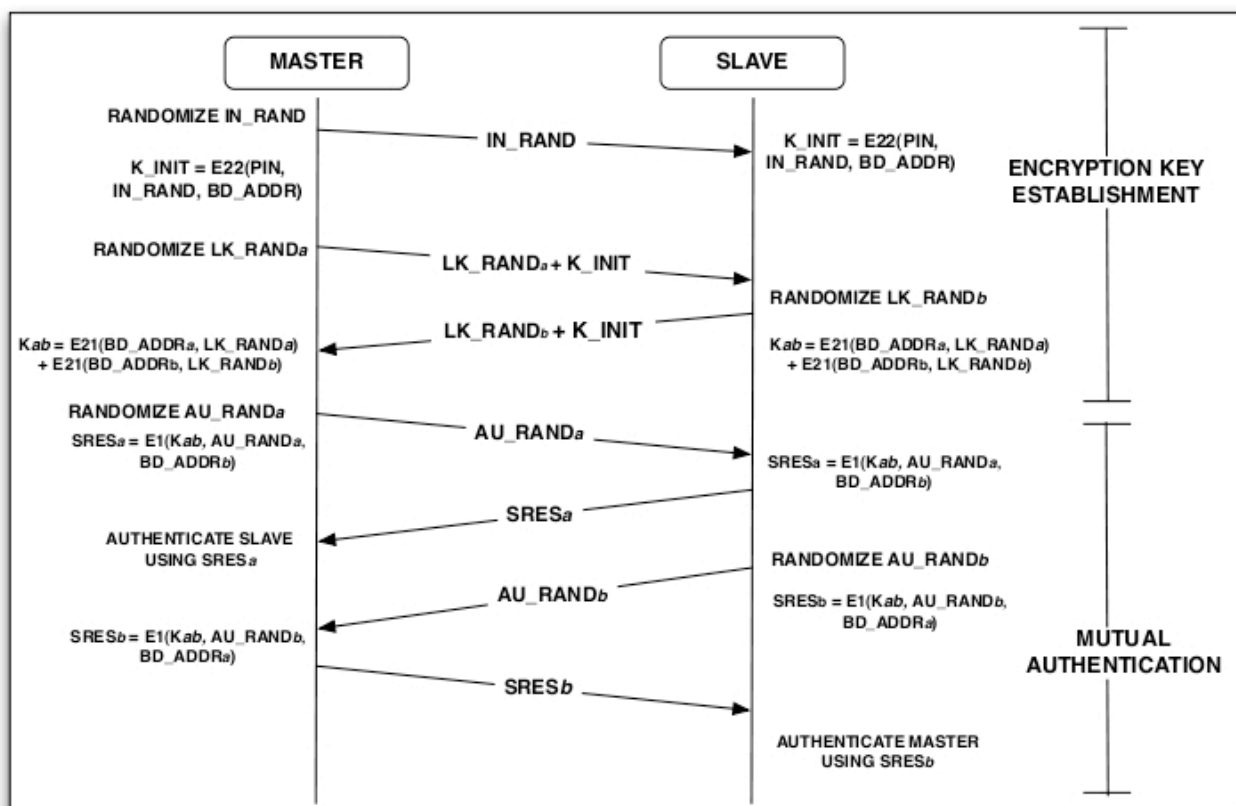 MASTER
SLAVE
RANDOMIZE IN_RAND
IN_RAND
K_INIT = E22(PIN,
IN_RAND, BD_ADDR)
K_INIT = E22(PIN,
IN_RAND, BD_ADDR)
ENCRYPTION KEY
ESTABLISHMENT
RANDOMIZE LK_RANDa
LK_RANDa + K_INIT
RANDOMIZE LK_RANDb
LK_RANDb + K_INIT
Kab = E21(BD_ADDRa, LK_RANDa)
+ E21(BD_ADDRb, LK_RANDb)
Kab = E21(BD_ADDRa, LK_RANDa)
+ E21(BD_ADDRb, LK_RANDb)
RANDOMIZE AU_RANDa
AU_RANDa
SRESa = E1(Kab, AU_RANDa,
BD_ADDRb)
SRESa = E1(Kab, AU_RANDa,
BD_ADDRb)
SRESa
AUTHENTICATE SLAVE
USING SRESa
RANDOMIZE AU_RANDb
AU_RANDb
SRESb = E1(Kab, AU_RANDb,
BD_ADDRa)
SRESb = E1(Kab, AU_RANDb,
BD_ADDRa)
MUTUAL
AUTHENTICATION
SRESb
AUTHENTICATE MASTER
USING SRESb